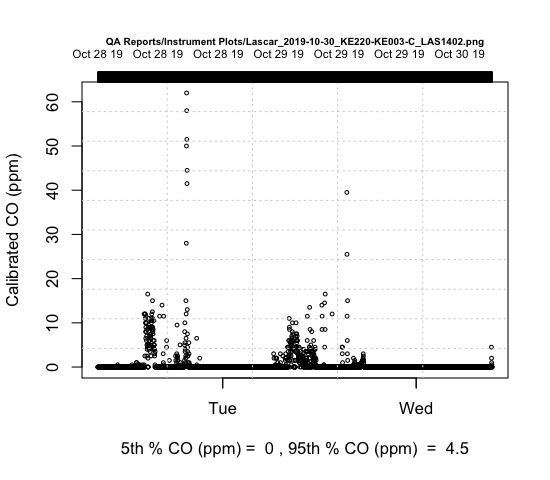 QA Reports/Instrument Plots/Lascar_2019-10-30_KE220-KE003-C_LAS1402.png
Oct 28 19 Oct 28 19 Oct 28 19 Oct 29 19 Oct 29 19 Oct 29 19 Oct 30 19
Calibrated CO (ppm)
60
50
40
30
20
10
0
Tue Wed
5th % CO (ppm) = 0 , 95th % CO (ppm) = 4.5